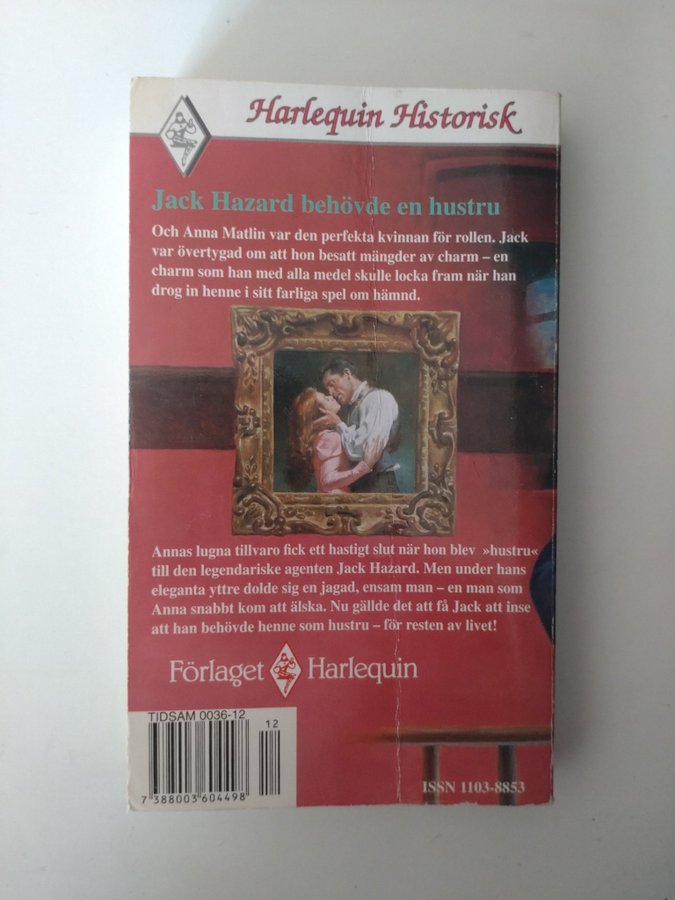 Harlequin Historisk
Jack Hazard behövde en hustru
Och Anna Matlin var den perfekta kvinnan för rollen. Jack
var övertygad om att hon besatt mängder av charm – en
charm som han med alla medel skulle locka fram när han
drog in henne i sitt farliga spel om hämnd.
Annas lugna tillvaro fick ett hastigt slut när hon blev »hustru«
till den legendariske agenten Jack Hazard. Men under hans
eleganta yttre dolde sig en jagad, ensam man – en man som
Anna snabbt kom att älska. Nu gällde det att få Jack att inse
att han behövde henne som hustru – för resten av livet!
Förlaget Harlequin
TIDSAM 0036-12
12
7 388003 604498
ISSN 1103-8853